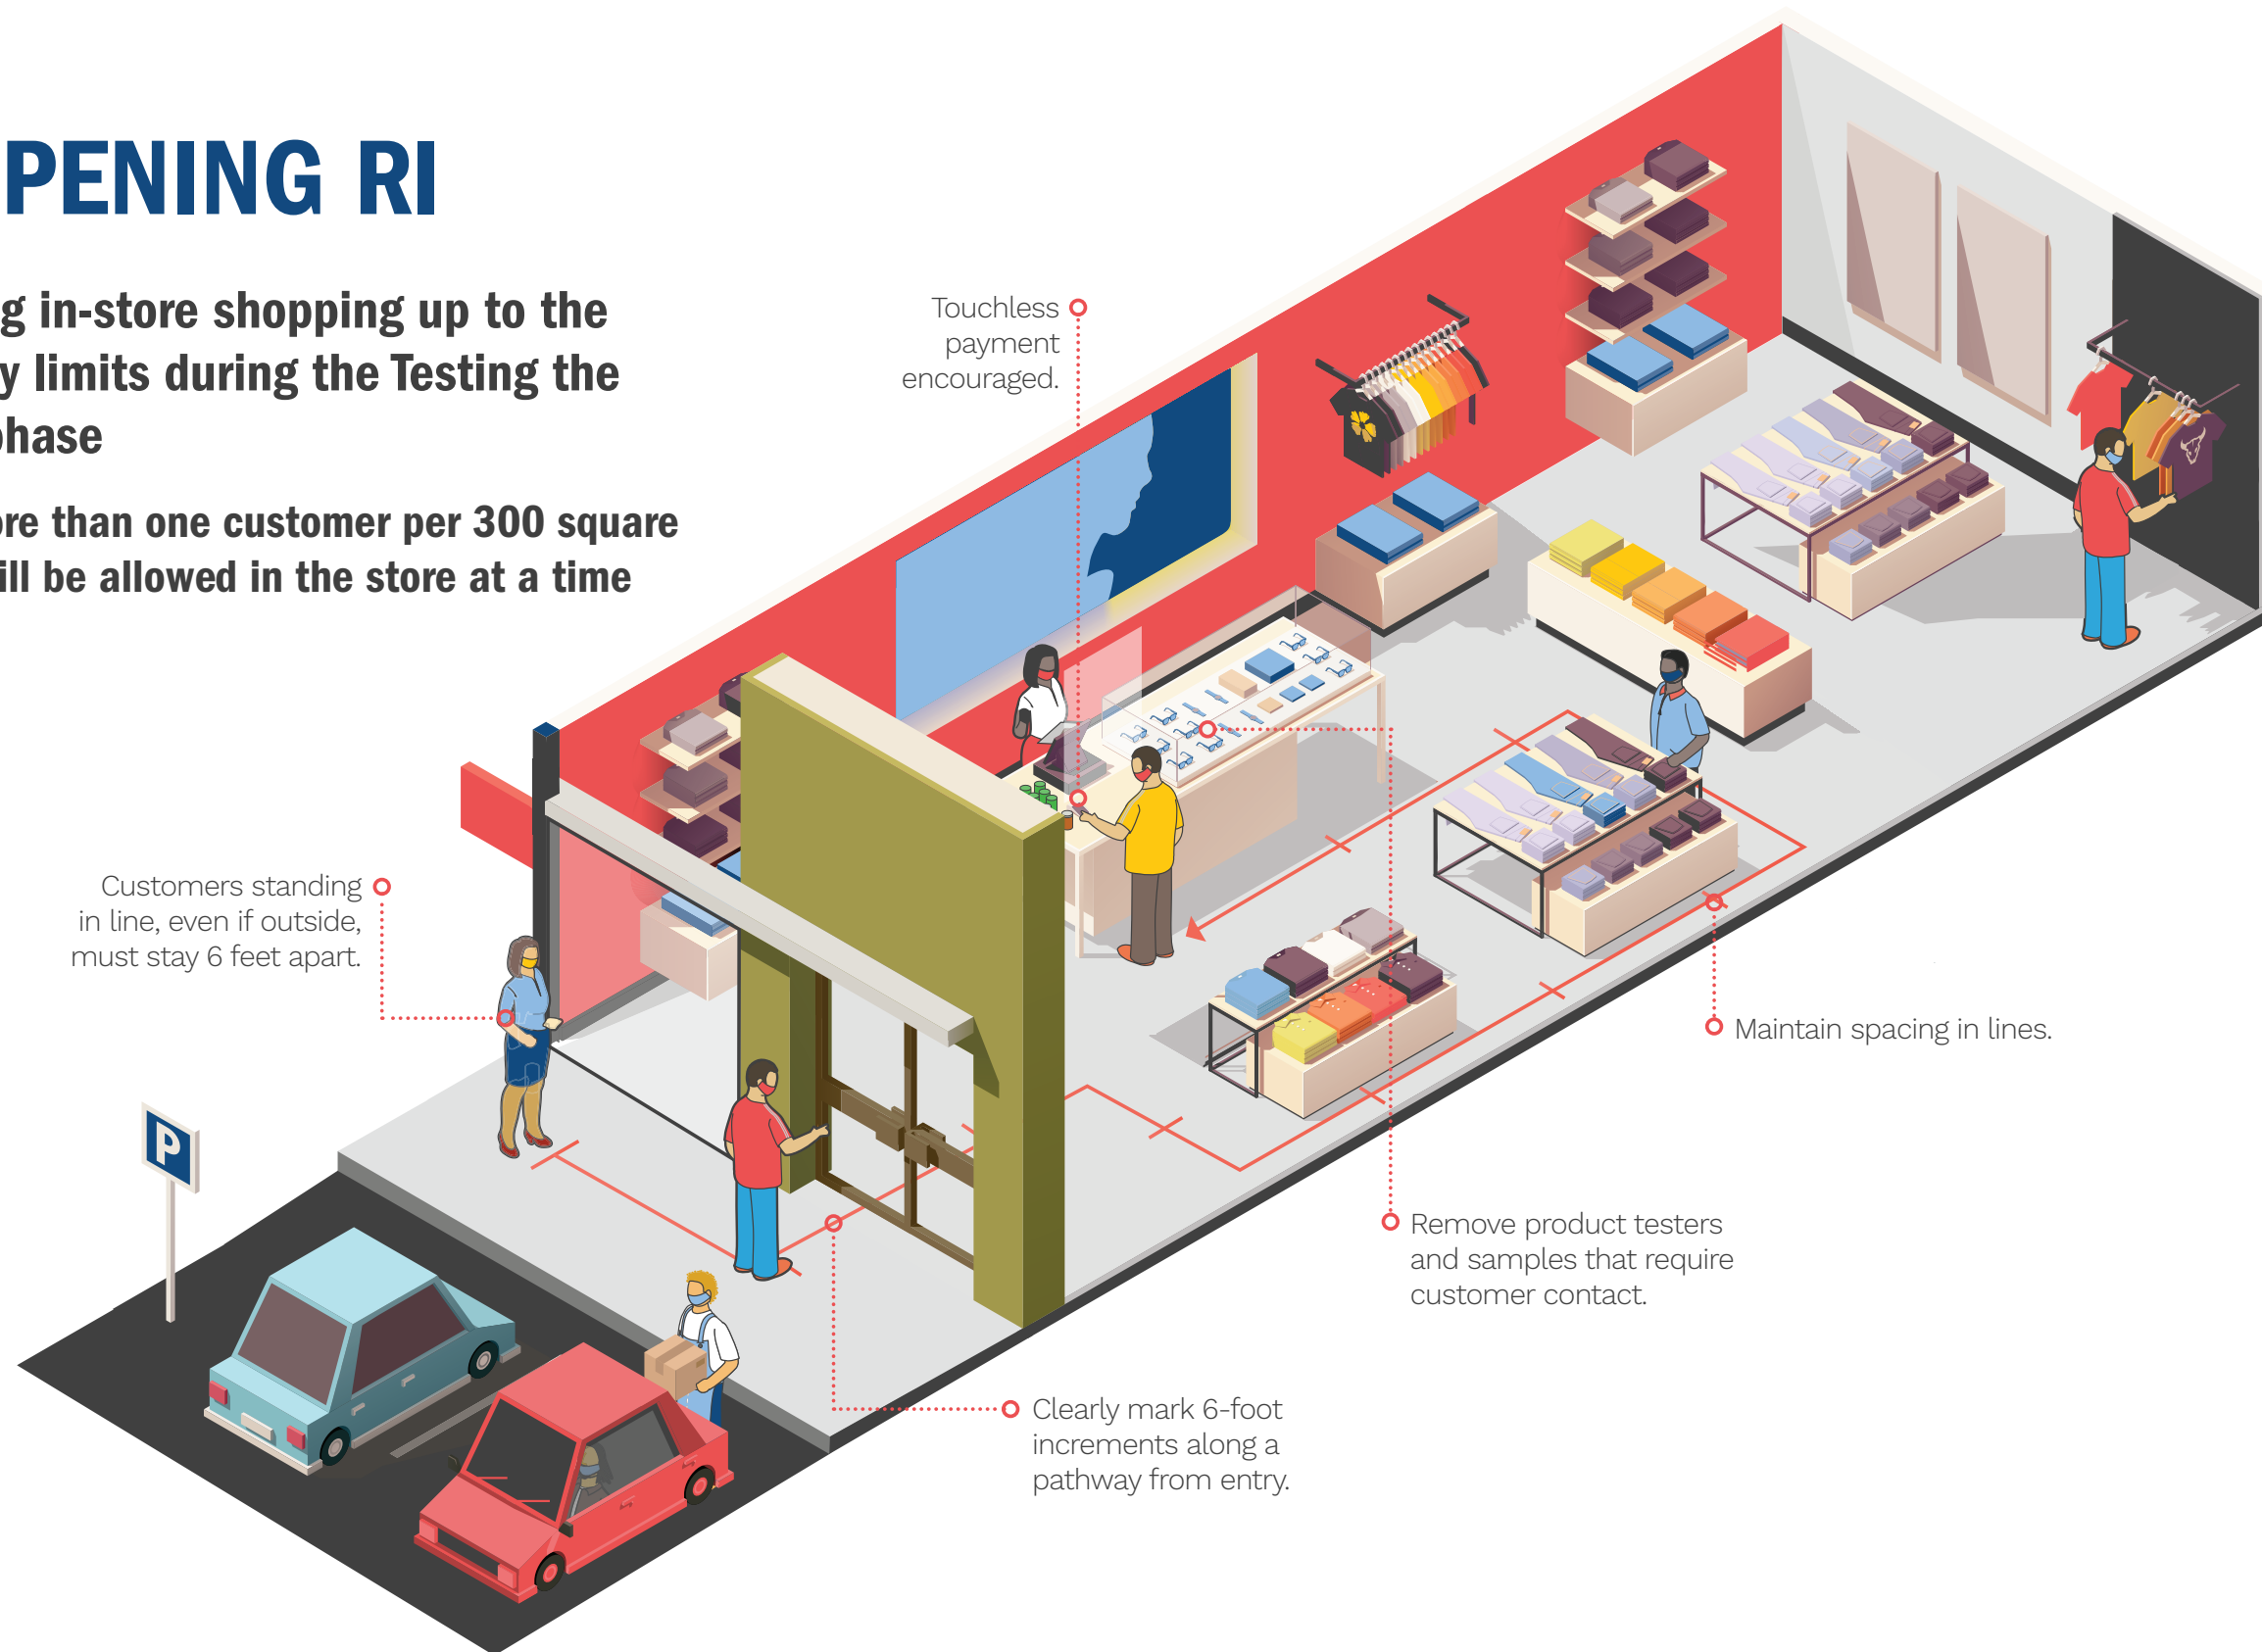 PENING RI
g in-store shopping up to the
y limits during the Testing the
phase
ore than one customer per 300 square
ill be allowed in the store at a time
Touchless
payment
encouraged.
Customers standing
in line, even if outside,
must stay 6 feet apart.
Maintain spacing in lines.
P
Remove product testers
and samples that require
customer contact.
Clearly mark 6-foot
increments along a
pathway from entry.